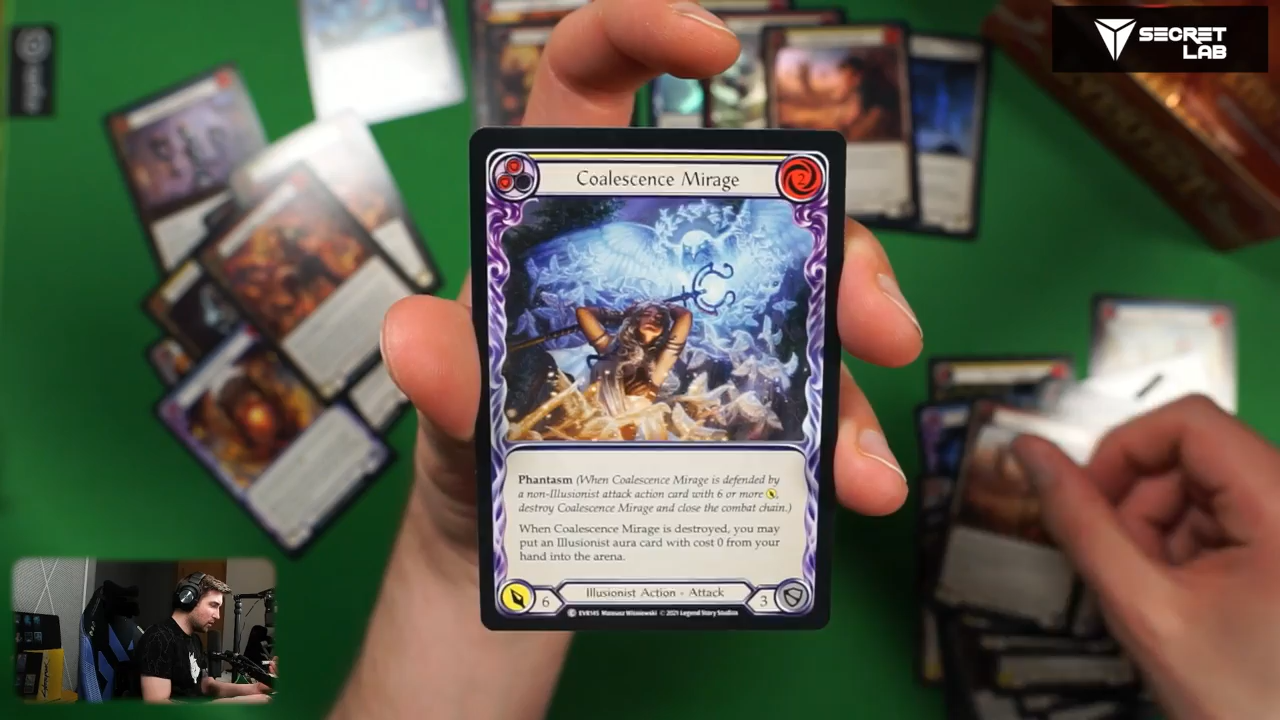 SECRET
LAB
Coalescence Mirage
2
Phantasm (When Coalescence Mirage is defended by
a non-Illusionist attack action card with 6 or more
destroy Coalescence Mirage and close the combat chain.)
When Coalescence Mirage is destroyed, you may
put an Illusionist aura card with cost 0 from your
hand into the arena.
6
Illusionist Action - Attack
3
EVR145 Mateusz Wisniewski © 2021 Legend Story Studios